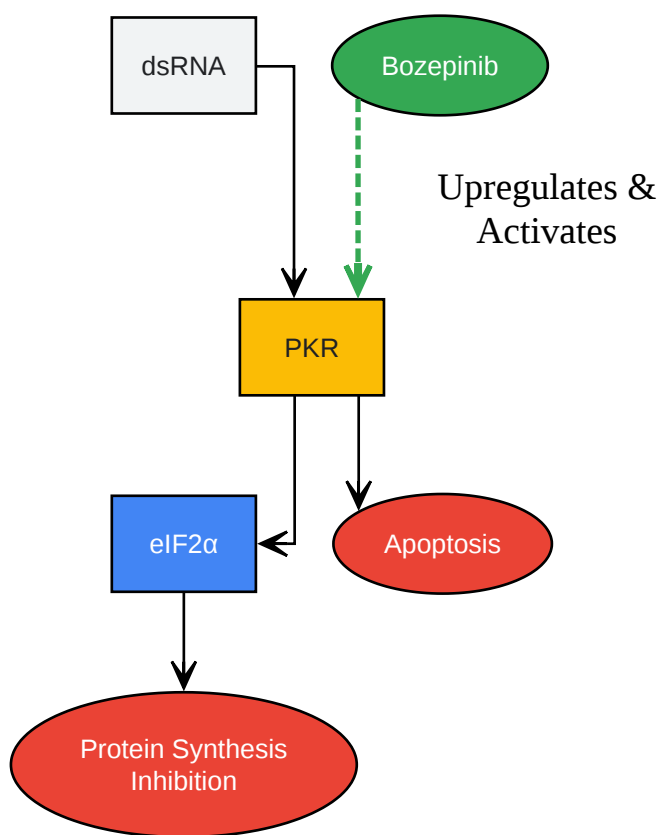 dsRNA
Bozepinib
Upregulates &
Activates
PKR
eIF2α
Apoptosis
Protein Synthesis
Inhibition